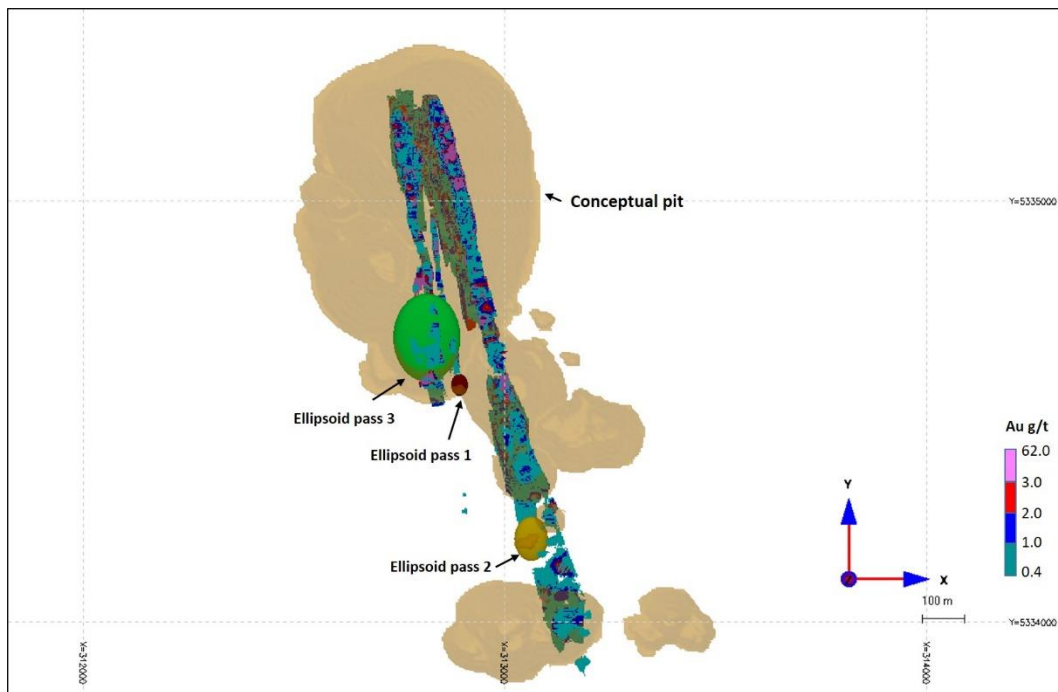 Conceptual pit
Y=5335000
Ellipsoid pass 3
Ellipsoid pass 1
Au g/t
62.0
3.0
2.0
1.0
0.4
Y
X
Z
100 m
Ellipsoid pass 2
Y=5334000
X=312000
X=313000
X=314000